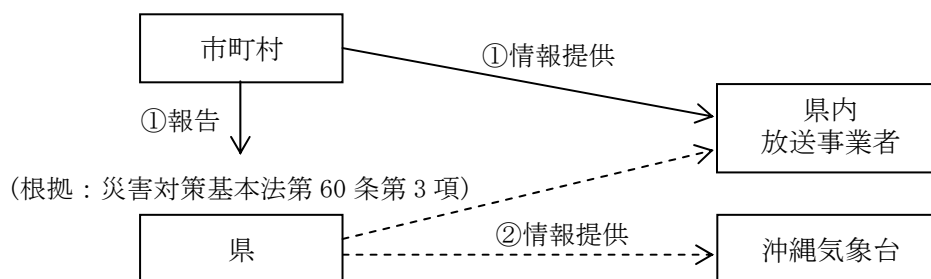 市町村
①情報提供
県内
放送事業者
①報告
(根拠：災害対策基本法第 60 条第 3 項)
県
②情報提供
沖縄気象台